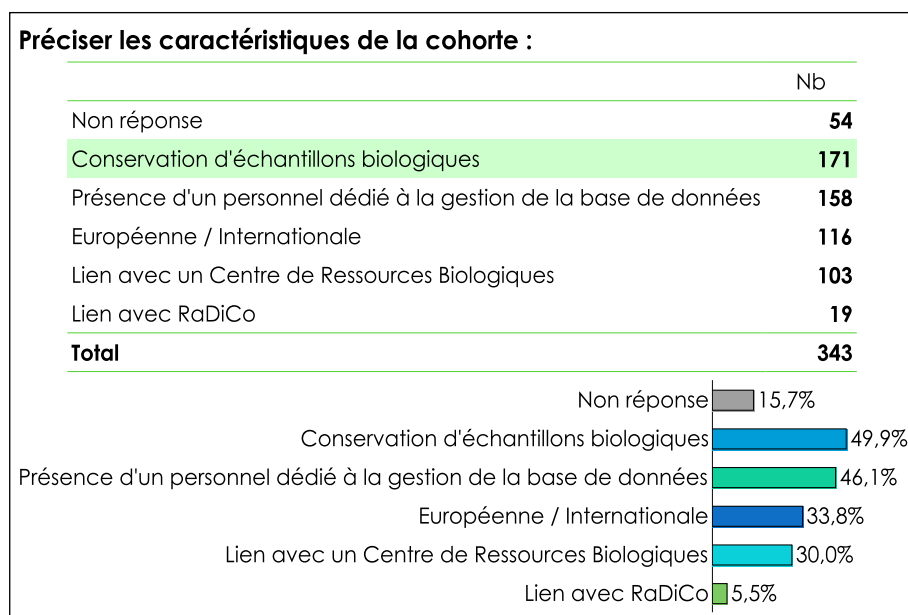 Préciser les caractéristiques de la cohorte :
Nb
Non réponse 54
Conservation d'échantillons biologiques 171
Présence d'un personnel dédié à la gestion de la base de données 158
Européenne / Internationale 116
Lien avec un Centre de Ressources Biologiques 103
Lien avec RaDiCo 19
Total 343
Non réponse 15,7%
Conservation d'échantillons biologiques 49,9%
Présence d'un personnel dédié à la gestion de la base de données 46,1%
Européenne / Internationale 33,8%
Lien avec un Centre de Ressources Biologiques 30,0%
Lien avec RaDiCo 5,5%